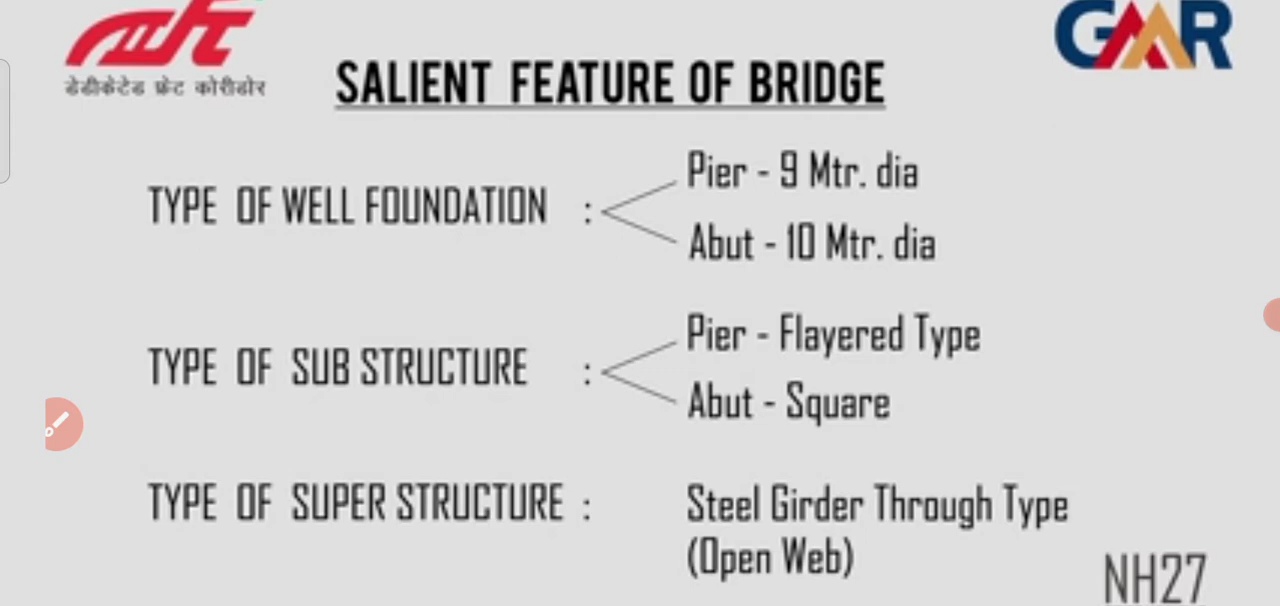 डेडीकेटेड फ्रेट कोरीडोर
GMR
SALIENT FEATURE OF BRIDGE
TYPE OF WELL FOUNDATION :
Pier - 9 Mtr. dia
Abut - 10 Mtr. dia
TYPE OF SUB STRUCTURE :
Pier - Flayered Type
Abut - Square
TYPE OF SUPER STRUCTURE : Steel Girder Through Type
(Open Web)
NH27